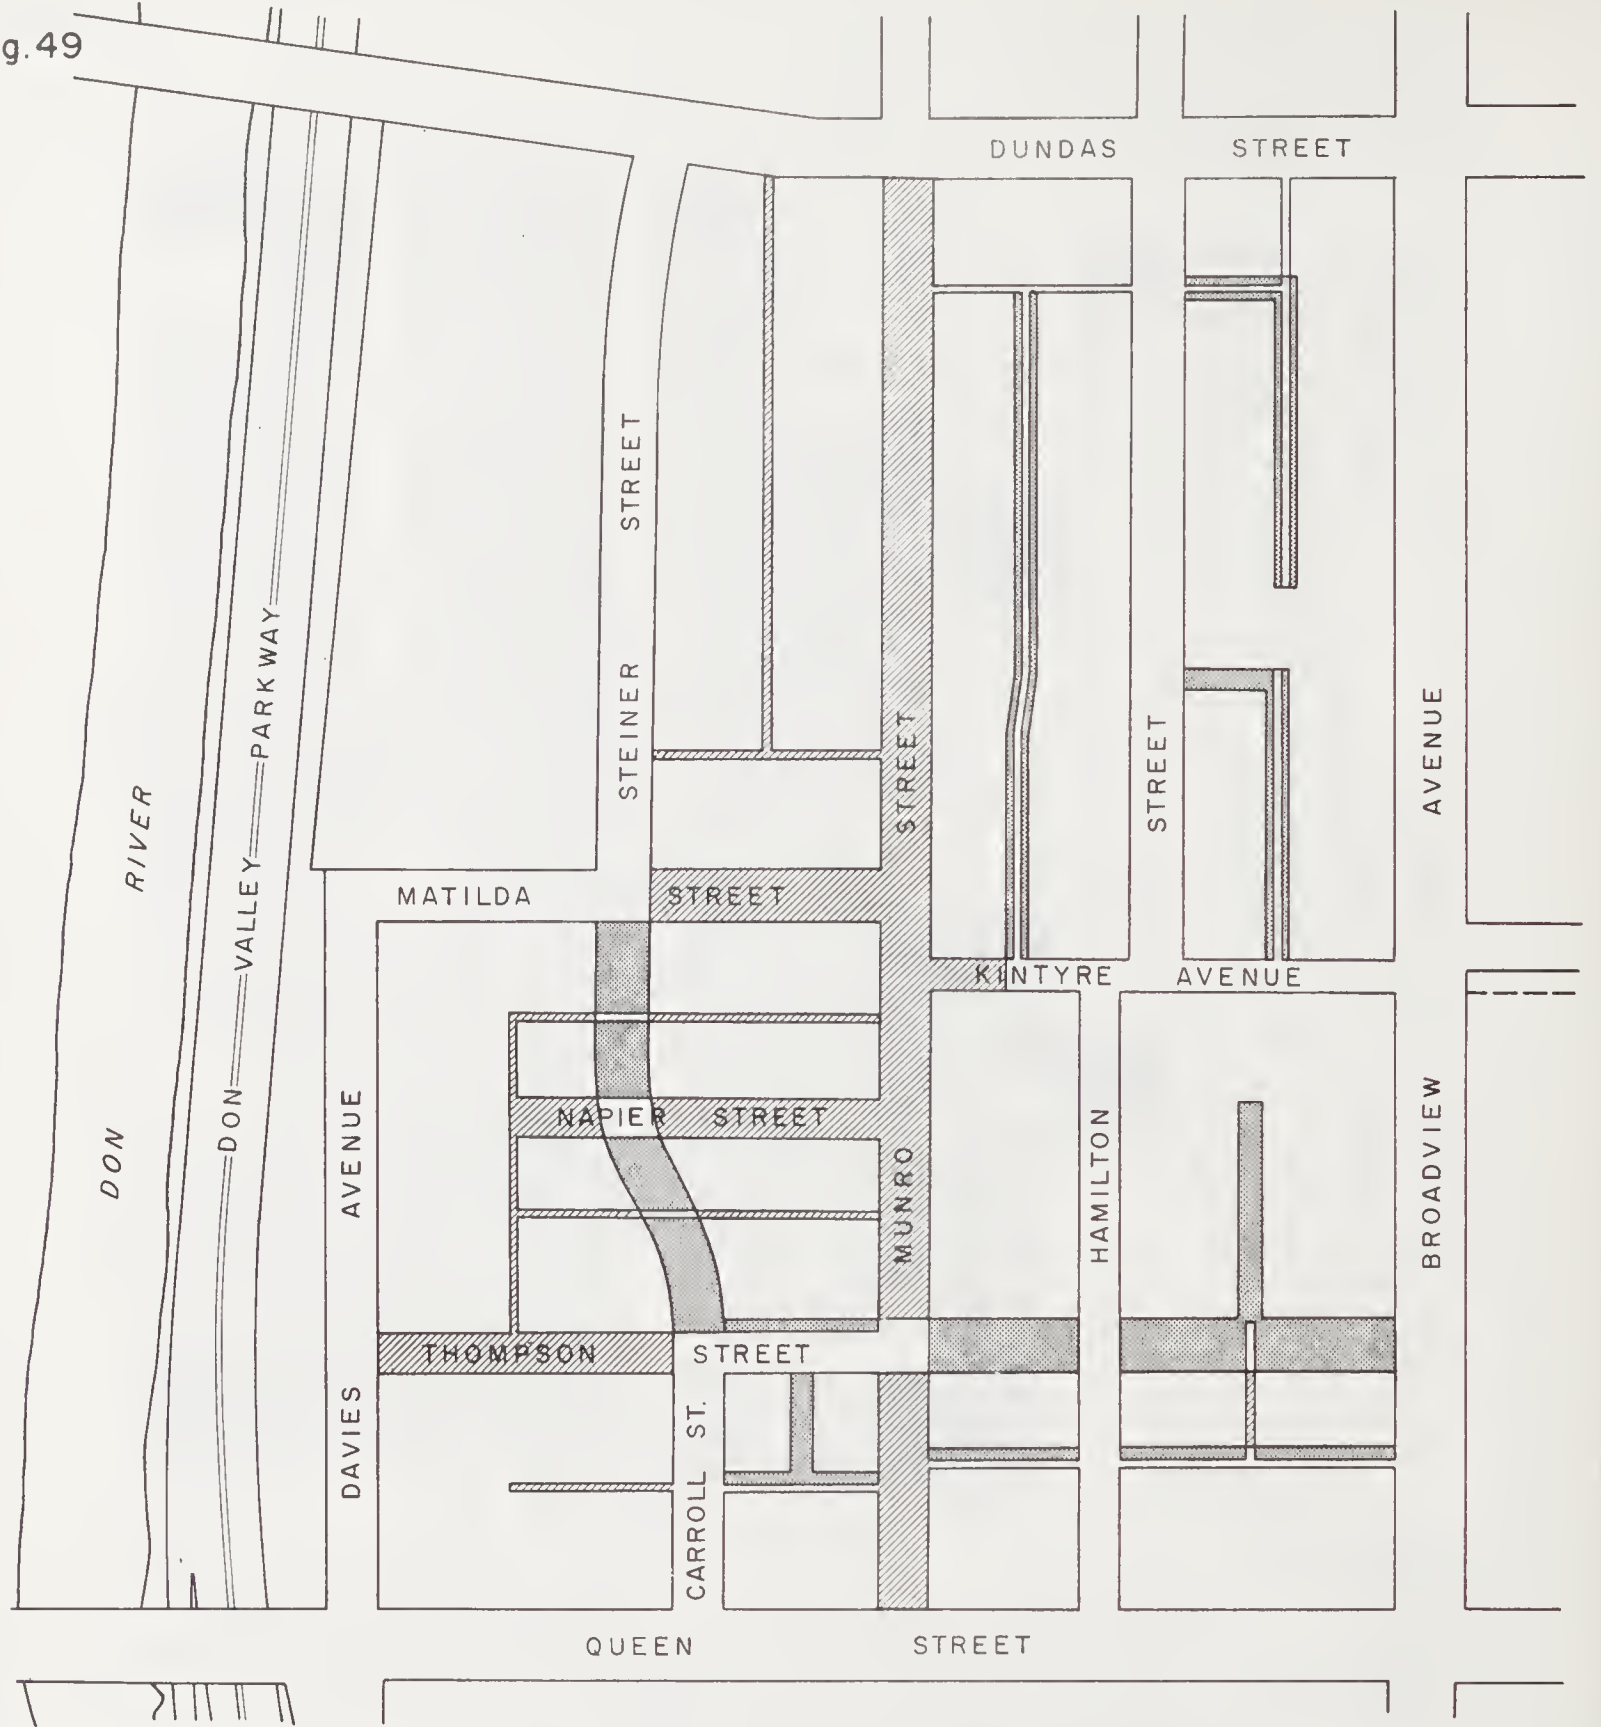 g.49
DUNDAS STREET
STEINER STREET
DON RIVER
DON VALLEY PARKWAY
MUNRO STREET
HAMILTON STREET
BROADVIEW AVENUE
MATILDA STREET
KINTYRE AVENUE
NAPIER STREET
DAVIES AVENUE
THOMPSON STREET
CARROLL ST.
QUEEN STREET